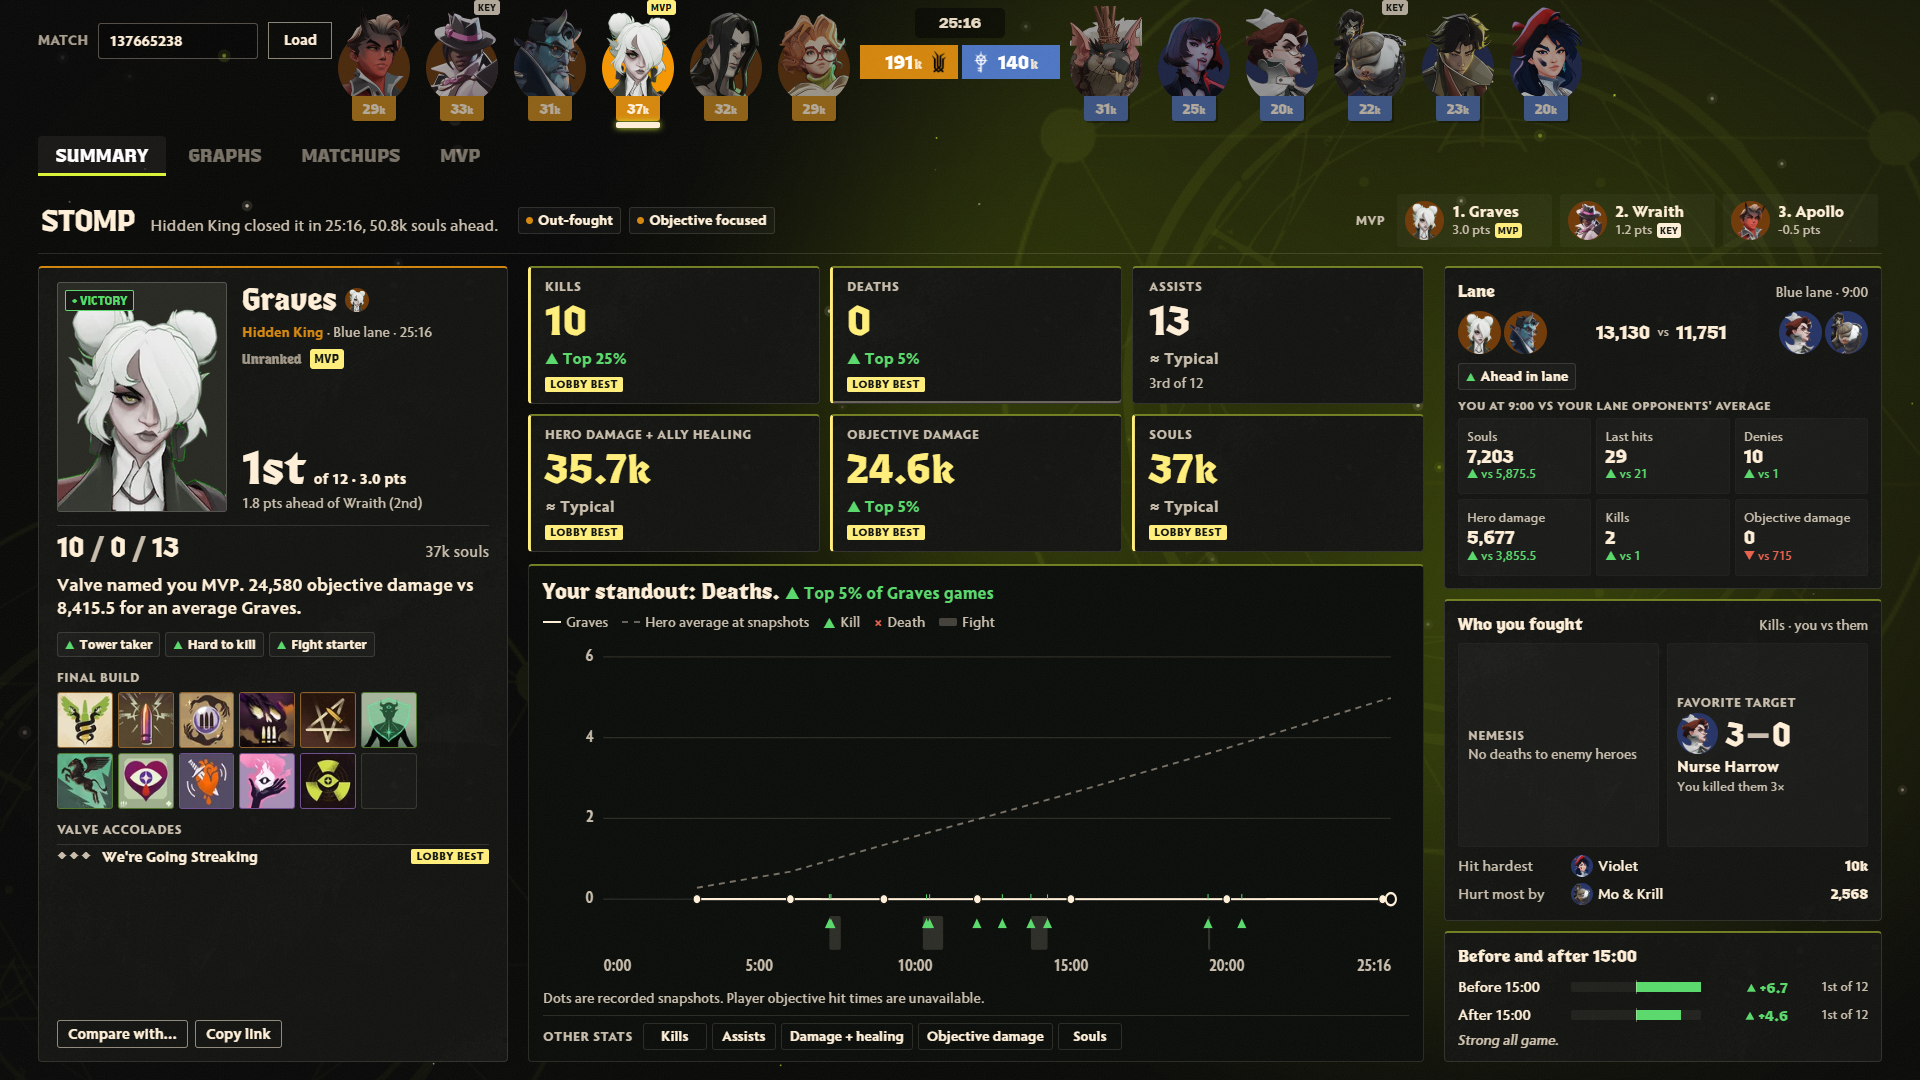 MATCH
137665238
Load
KEY
MVP
KEY
29k
33k
31k
37k
32k
29k
25:16
191k
140k
31k
25k
20k
22k
23k
20k
SUMMARY
GRAPHS
MATCHUPS
MVP
STOMP
Hidden King closed it in 25:16, 50.8k souls ahead.
Out-fought
Objective focused
MVP
1. Graves
3.0 pts MVP
2. Wraith
1.2 pts KEY
3. Apollo
-0.5 pts
+ VICTORY
Graves
Hidden King · Blue lane · 25:16
Unranked MVP
1st of 12 · 3.0 pts
1.8 pts ahead of Wraith (2nd)
10 / 0 / 13
37k souls
Valve named you MVP. 24,580 objective damage vs
8,415.5 for an average Graves.
▲ Tower taker
▲ Hard to kill
▲ Fight starter
FINAL BUILD
VALVE ACCOLADES
We're Going Streaking
LOBBY BEST
Compare with...
Copy link
KILLS
10
▲ Top 25%
LOBBY BEST
DEATHS
0
▲ Top 5%
LOBBY BEST
ASSISTS
13
≈ Typical
3rd of 12
HERO DAMAGE + ALLY HEALING
35.7k
≈ Typical
LOBBY BEST
OBJECTIVE DAMAGE
24.6k
▲ Top 5%
LOBBY BEST
SOULS
37k
≈ Typical
LOBBY BEST
Your standout: Deaths. ▲ Top 5% of Graves games
Graves
Hero average at snapshots
▲ Kill
× Death
Fight
6
4
2
0
0:00
5:00
10:00
15:00
20:00
25:16
Dots are recorded snapshots. Player objective hit times are unavailable.
OTHER STATS
Kills
Assists
Damage + healing
Objective damage
Souls
Lane
Blue lane · 9:00
13,130 vs 11,751
▲ Ahead in lane
YOU AT 9:00 VS YOUR LANE OPPONENTS' AVERAGE
Souls
7,203
▲ vs 5,875.5
Last hits
29
▲ vs 21
Denies
10
▲ vs 1
Hero damage
5,677
▲ vs 3,855.5
Kills
2
▲ vs 1
Objective damage
0
▼ vs 715
Who you fought
Kills · you vs them
NEMESIS
No deaths to enemy heroes
FAVORITE TARGET
3–0
Nurse Harrow
You killed them 3×
Hit hardest
Violet
10k
Hurt most by
Mo & Krill
2,568
Before and after 15:00
Before 15:00
▲ +6.7
1st of 12
After 15:00
▲ +4.6
1st of 12
Strong all game.